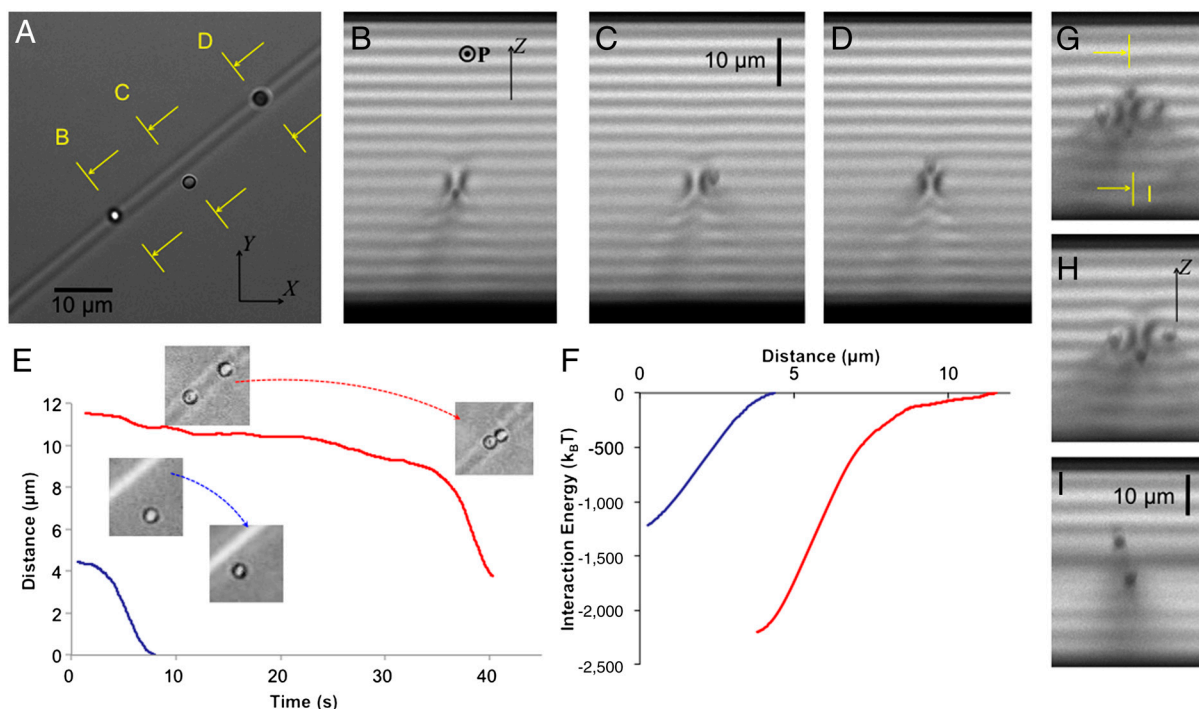 A
D
C
B
10 µm
Y
X
B
P
Z
C
10 µm
D
G
I
H
Z
I
10 µm
E
Distance (µm)
12
10
8
6
4
2
0
0
10
20
30
40
Time (s)
F
Distance (µm)
0
5
10
Interaction Energy (kBT)
0
-500
-1,000
-1,500
-2,000
-2,500